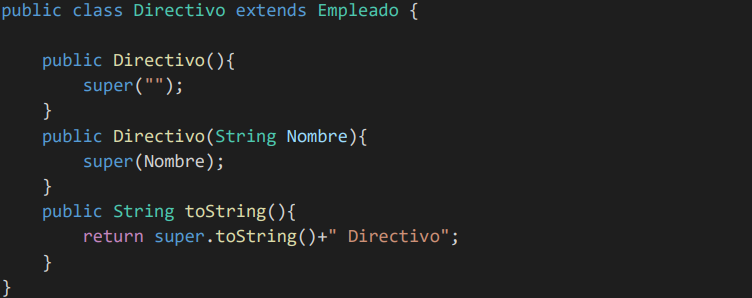 public class Directivo extends Empleado {
public Directivo(){
super("");
}
public Directivo(String Nombre){
super(Nombre);
}
public String toString(){
return super.toString()+" Directivo";
}
}